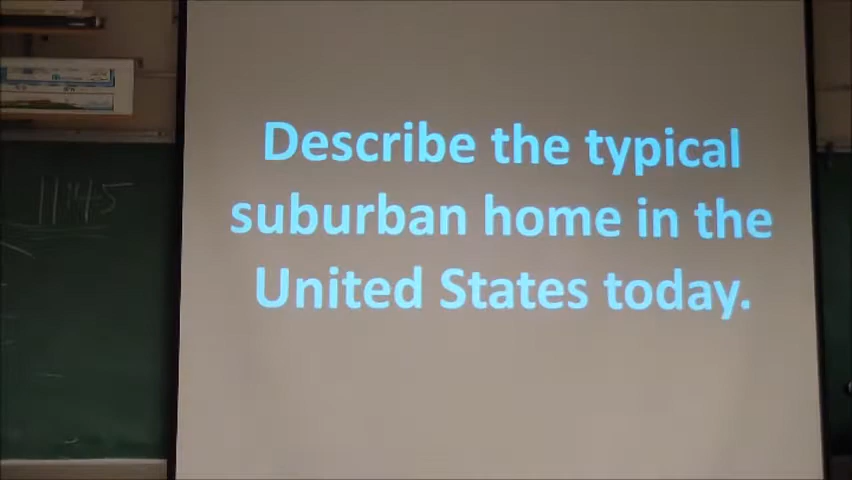 Describe the typical
suburban home in the
United States today.